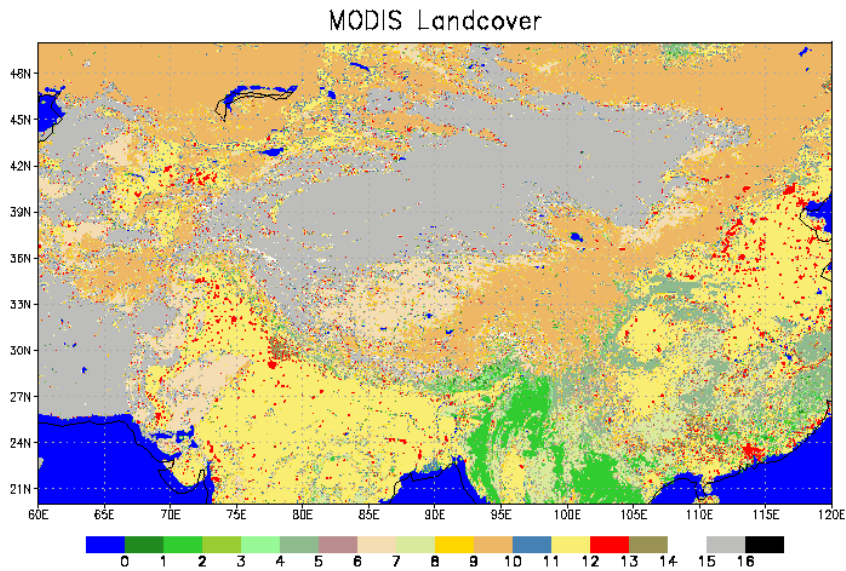 MODIS Landcover
48N
45N
42N
39N
36N
33N
30N
27N
24N
21N
60E 65E 70E 75E 80E 85E 90E 95E 100E 105E 110E 115E 120E
0 1 2 3 4 5 6 7 8 9 10 11 12 13 14 15 16